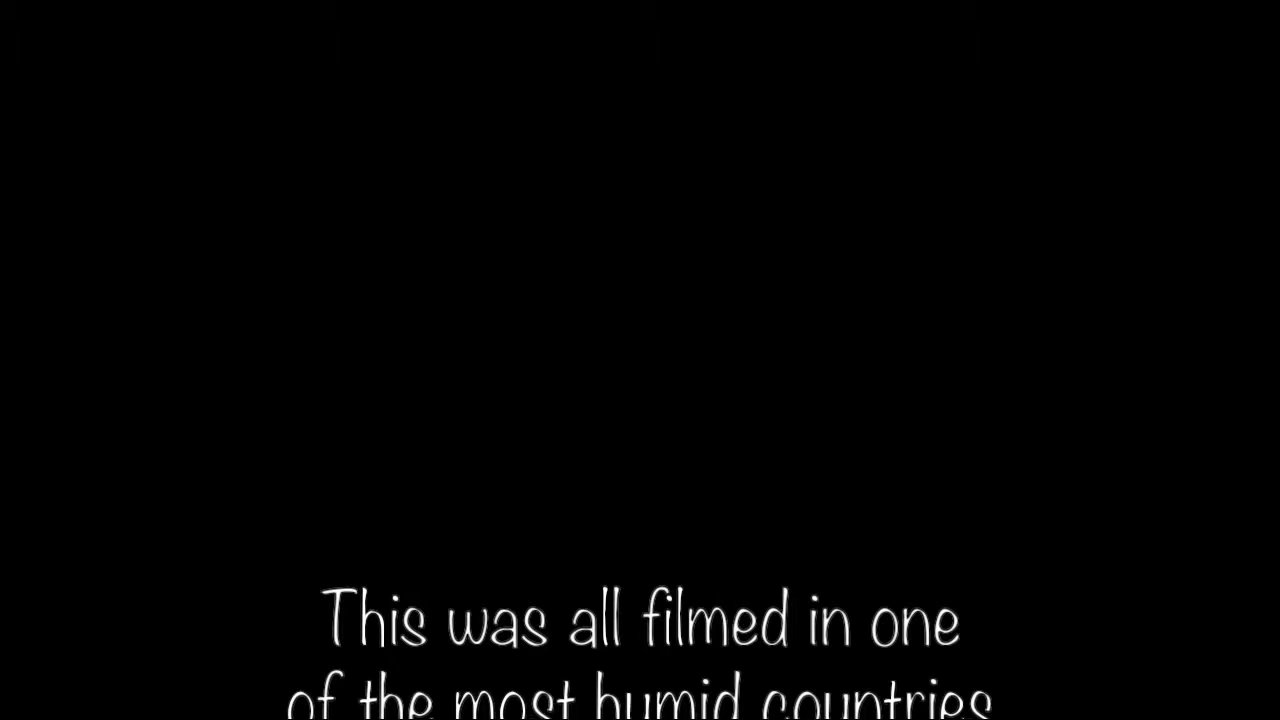 This was all filmed in one
of the most humid countries